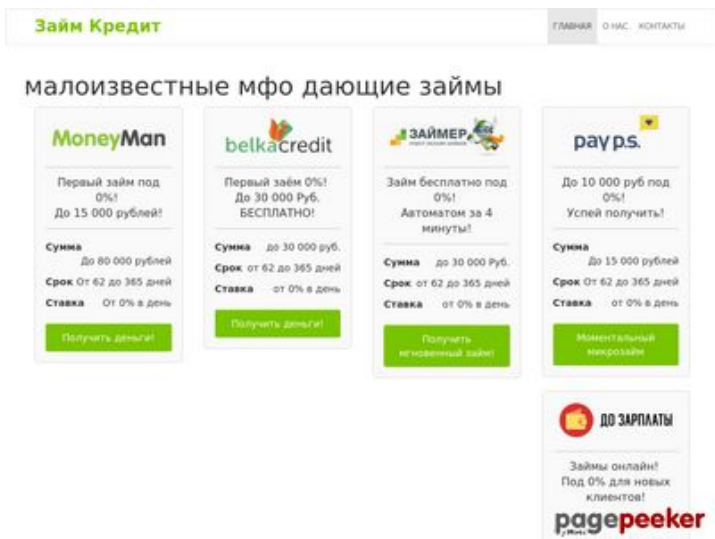 Займ Кредит
ГЛАВНАЯ О НАС КОНТАКТЫ
малоизвестные мфо дающие займы
MoneyMan
Первый займ под
0%!
До 15 000 рублей!
Сумма
До 80 000 рублей
Срок От 62 до 365 дней
Ставка От 0% в день
Получить деньги!
belkacredit
Первый заём 0%!
До 30 000 Руб.
БЕСПЛАТНО!
Сумма до 30 000 руб.
Срок от 62 до 365 дней
Ставка от 0% в день
Получить деньги!
ЗАЙМЕР
Займ бесплатно под
0%!
Автоматом за 4
минуты!
Сумма до 30 000 Руб.
Срок от 62 до 365 дней
Ставка от 0% в день
Получить
мгновенный займ!
pay p.s.
До 10 000 руб под
0%!
Успей получить!
Сумма
До 15 000 рублей
Срок От 62 до 365 дней
Ставка от 0% в день
Моментальный
микрозайм
ДО ЗАРПЛАТЫ
Займы онлайн!
Под 0% для новых
клиентов!
pagepeeker